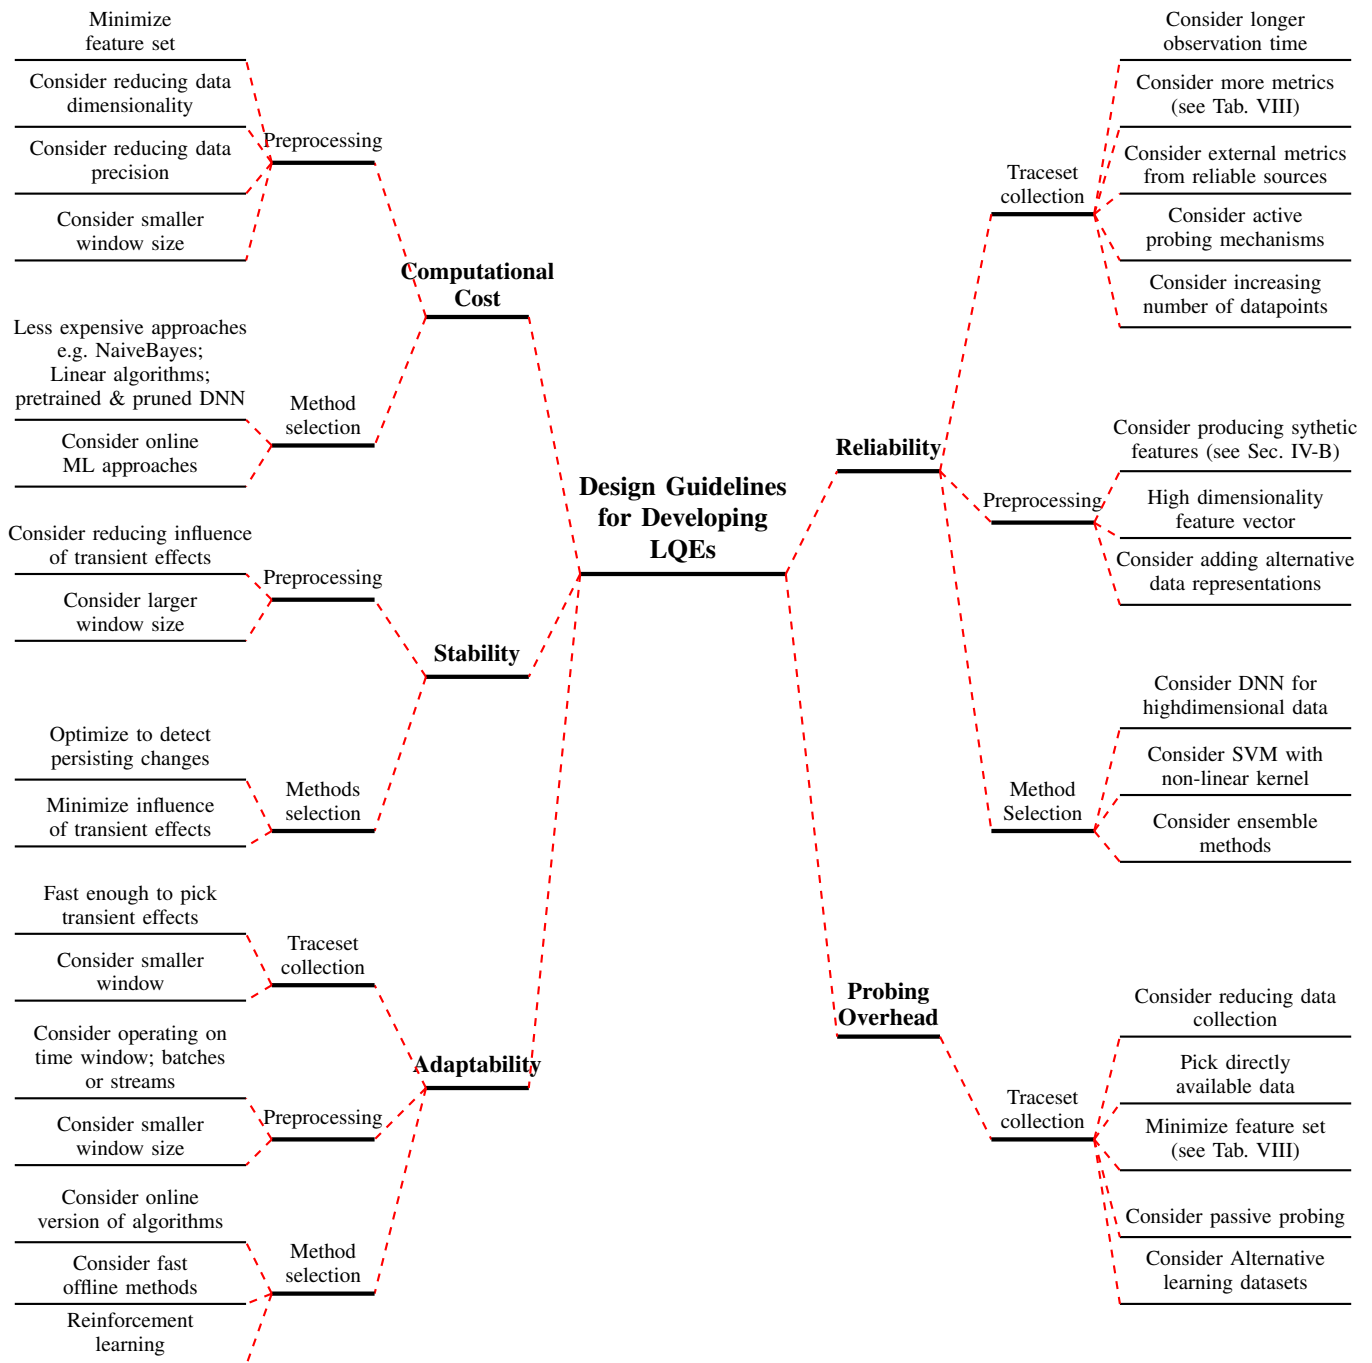 Minimize
feature set
Consider reducing data
dimensionality
Consider reducing data
precision
Consider smaller
window size
Preprocessing
Less expensive approaches
e.g. NaiveBayes;
Linear algorithms;
pretrained & pruned DNN
Consider online
ML approaches
Method
selection
Computational
Cost
Consider reducing influence
of transient effects
Consider larger
window size
Preprocessing
Optimize to detect
persisting changes
Minimize influence
of transient effects
Methods
selection
Stability
Fast enough to pick
transient effects
Consider smaller
window
Traceset
collection
Consider operating on
time window; batches
or streams
Consider smaller
window size
Preprocessing
Consider online
version of algorithms
Consider fast
offline methods
Reinforcement
learning
Method
selection
Adaptability
Design Guidelines
for Developing
LQEs
Reliability
Traceset
collection
Consider longer
observation time
Consider more metrics
(see Tab. VIII)
Consider external metrics
from reliable sources
Consider active
probing mechanisms
Consider increasing
number of datapoints
Preprocessing
Consider producing sythetic
features (see Sec. IV-B)
High dimensionality
feature vector
Consider adding alternative
data representations
Method
Selection
Consider DNN for
highdimensional data
Consider SVM with
non-linear kernel
Consider ensemble
methods
Probing
Overhead
Traceset
collection
Consider reducing data
collection
Pick directly
available data
Minimize feature set
(see Tab. VIII)
Consider passive probing
Consider Alternative
learning datasets